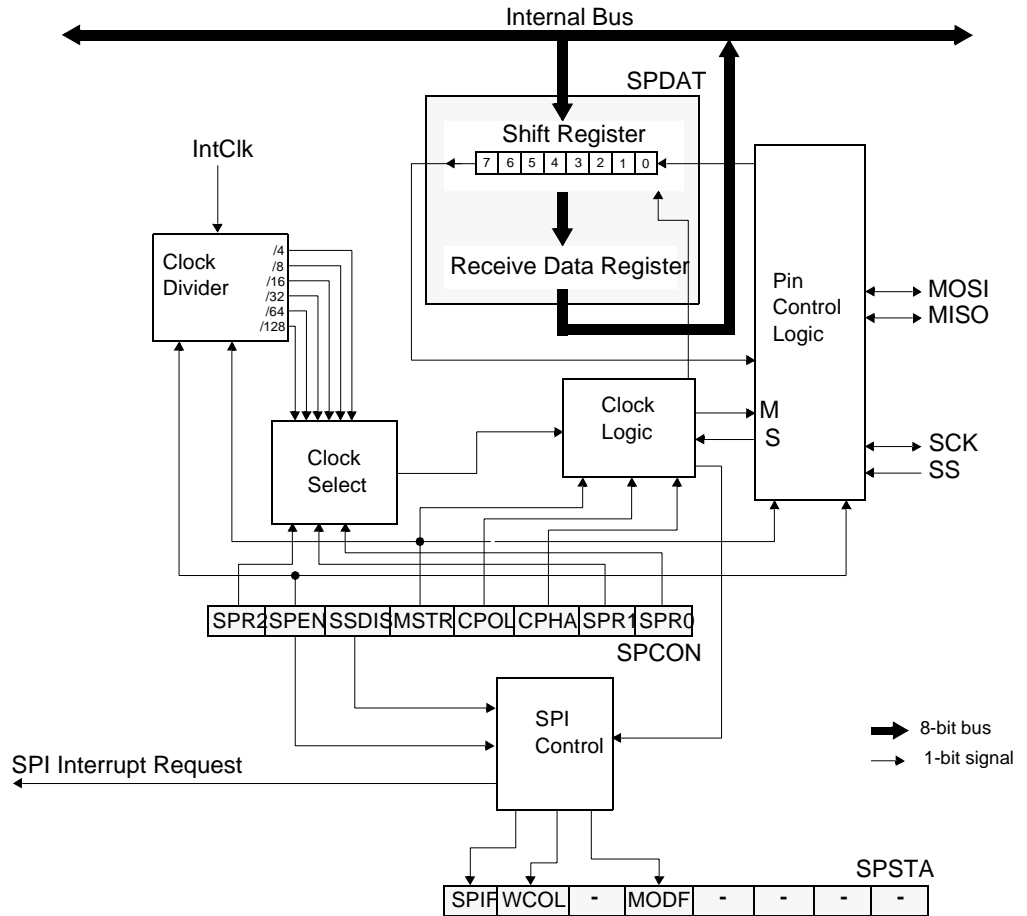 Internal Bus
SPDAT
Shift Register
7 6 5 4 3 2 1 0
IntClk
Clock
Divider
/4
/8
/16
/32
/64
/128
Receive Data Register
Pin
Control
Logic
MOSI
MISO
Clock
Logic
M
S
SCK
SS
Clock
Select
SPR2 SPEN SSDIS MSTR CPOL CPHA SPR1 SPR0
SPCON
SPI
Control
8-bit bus
1-bit signal
SPI Interrupt Request
SPSTA
SPIF WCOL - MODF - - - -